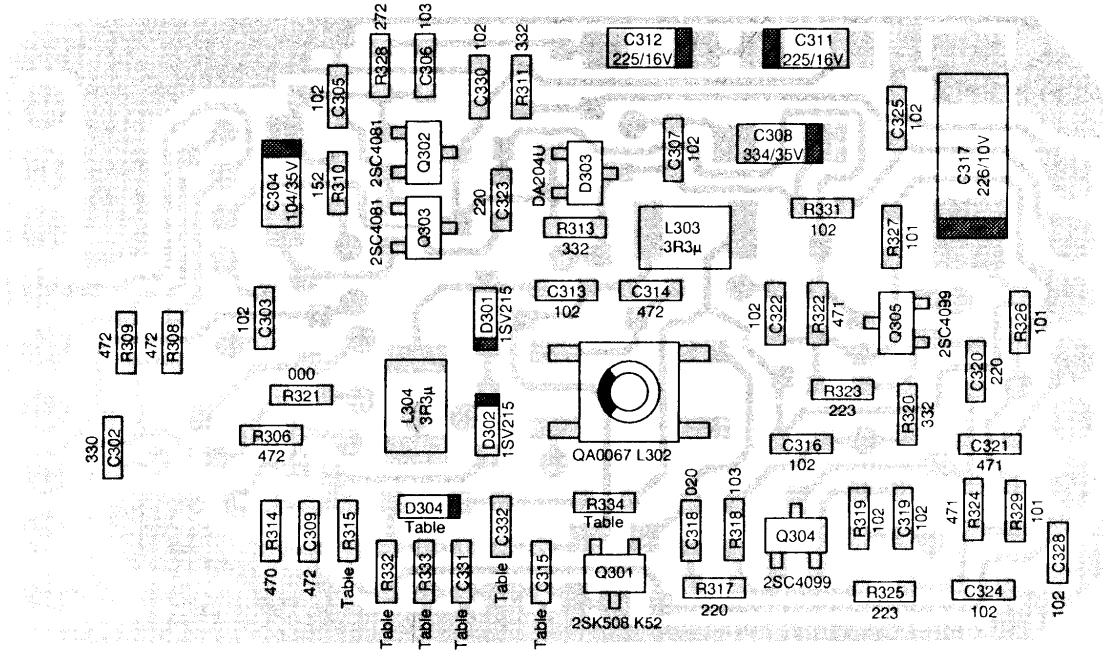 272
R328
103
C306
102
C330
332
R311
C312
225/16V
C311
225/16V
102
C305
C325
102
C317
226/10V
2SC4081
Q302
DA204U
D303
C307
102
C308
334/35V
C304
104/35V
152
R310
220
C323
2SC4081
Q303
R313
332
L303
3R3µ
R331
102
R327
101
102
C303
D301
1SV215
C313
102
C314
472
102
C322
R322
471
Q305
2SC4099
R326
101
472
R309
472
R308
000
R321
L304
3R3µ
D302
1SV215
R323
223
R320
332
C320
220
330
C302
R306
472
QA0067 L302
C316
102
C321
471
R314
470
C309
472
R315
Table
D304
Table
C332
Table
R334
Table
020
C318
103
R318
Q304
2SC4099
R319
102
C319
102
471
R324
R329
101
C328
102
R332
Table
R333
Table
C331
Table
C315
Table
Q301
2SK508 K52
R317
220
R325
223
C324
102